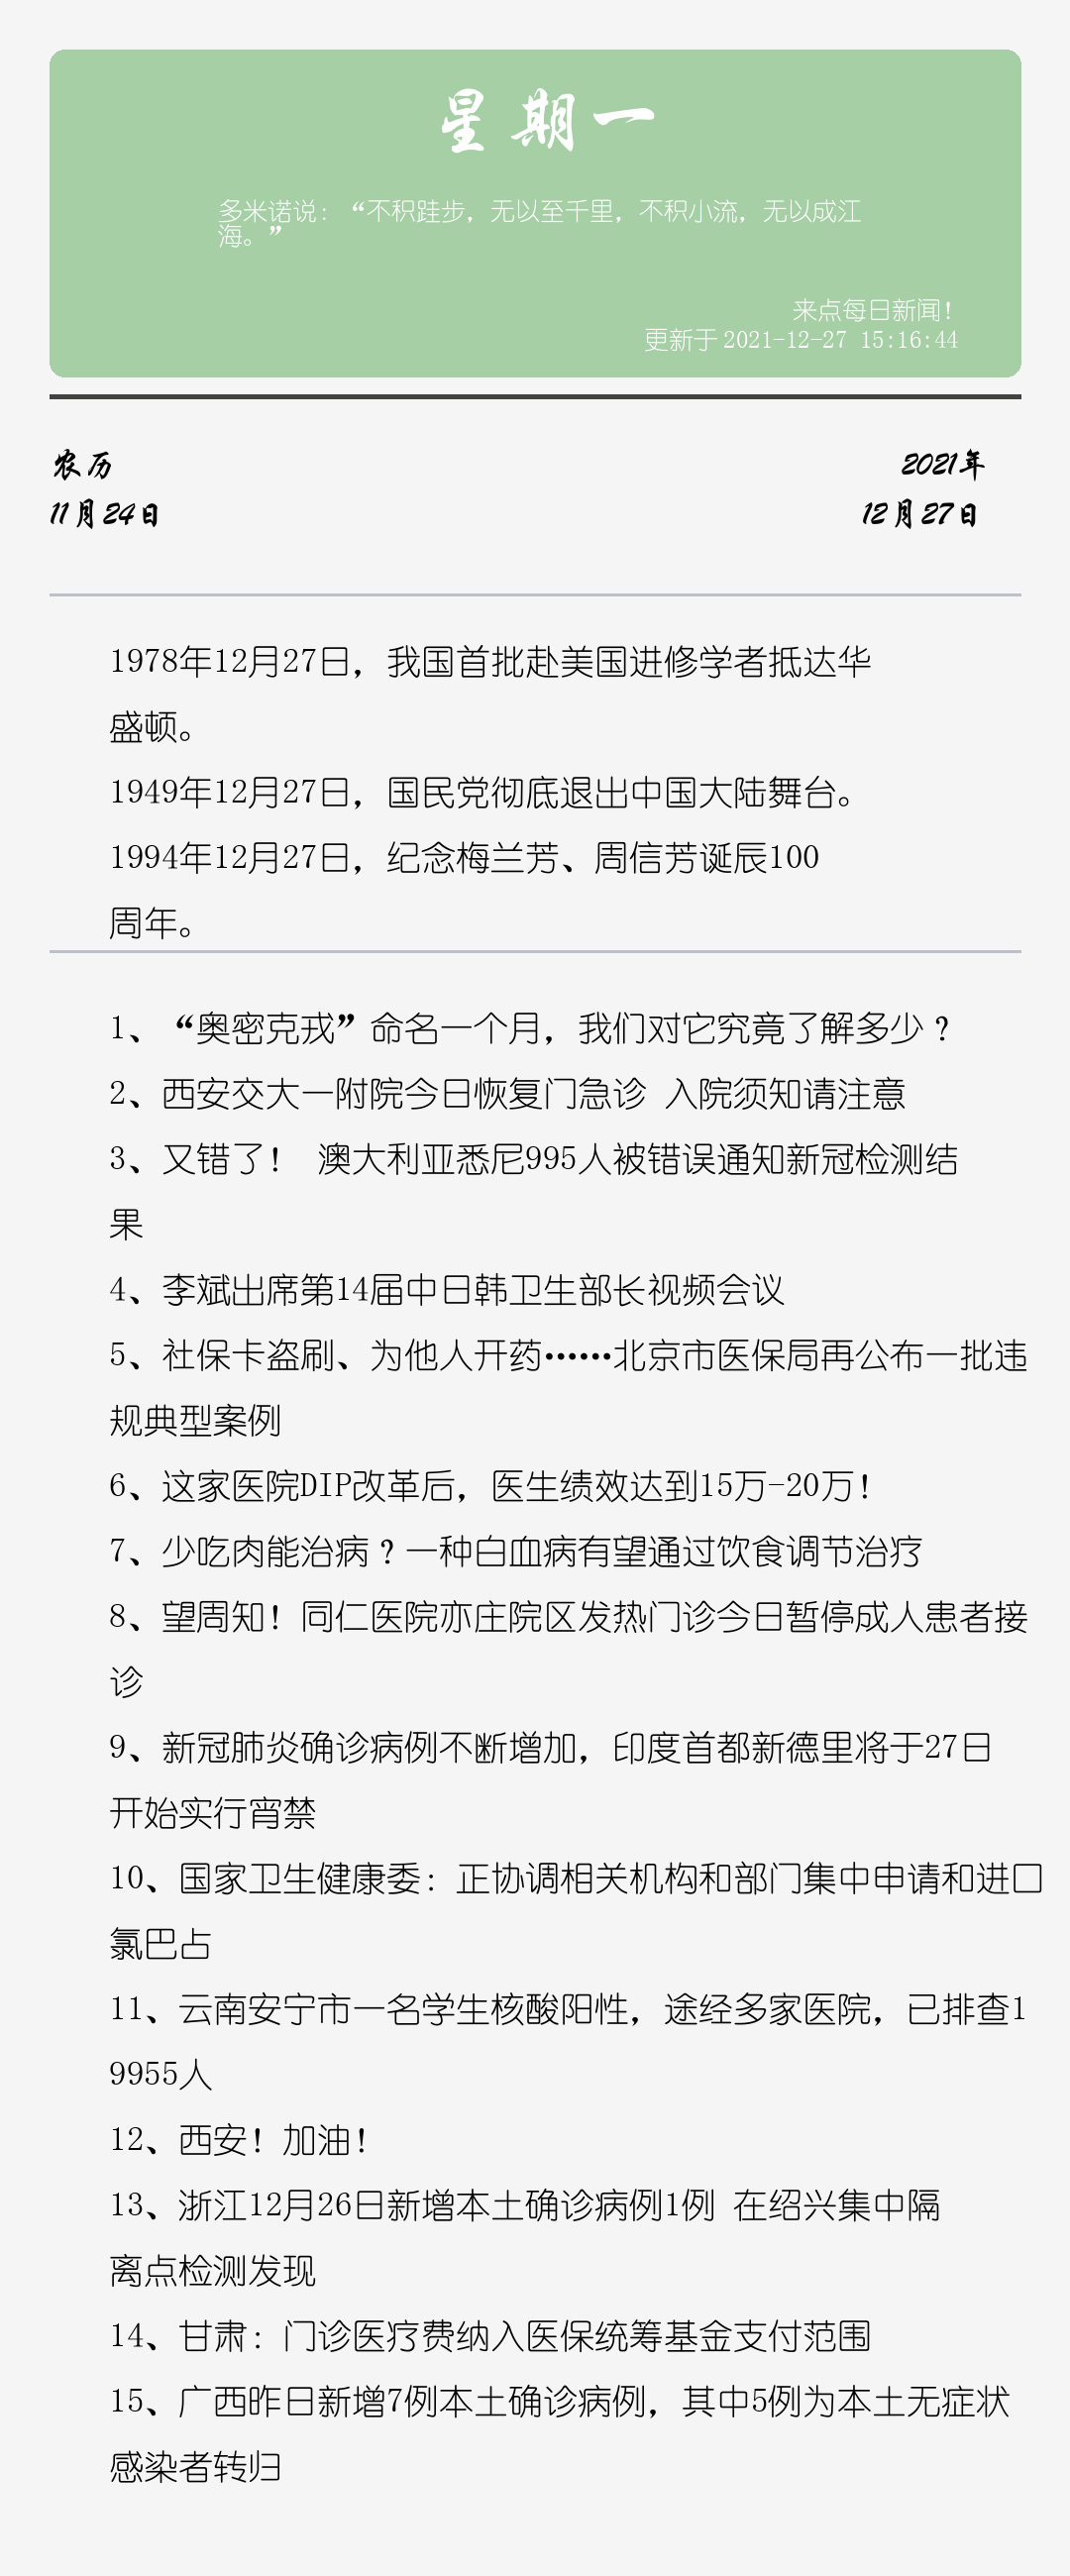 星期一
多米诺说：“不积跬步，无以至千里，不积小流，无以成江
海。”
来点每日新闻！
更新于 2021-12-27 15:16:44
农历
2021年
11月24日
12月27日
1978年12月27日，我国首批赴美国进修学者抵达华
盛顿。
1949年12月27日，国民党彻底退出中国大陆舞台。
1994年12月27日，纪念梅兰芳、周信芳诞辰100
周年。
1、“奥密克戎”命名一个月，我们对它究竟了解多少？
2、西安交大一附院今日恢复门急诊 入院须知请注意
3、又错了！ 澳大利亚悉尼995人被错误通知新冠检测结
果
4、李斌出席第14届中日韩卫生部长视频会议
5、社保卡盗刷、为他人开药……北京市医保局再公布一批违
规典型案例
6、这家医院DIP改革后，医生绩效达到15万-20万！
7、少吃肉能治病？一种白血病有望通过饮食调节治疗
8、望周知！同仁医院亦庄院区发热门诊今日暂停成人患者接
诊
9、新冠肺炎确诊病例不断增加，印度首都新德里将于27日
开始实行宵禁
10、国家卫生健康委：正协调相关机构和部门集中申请和进口
氯巴占
11、云南安宁市一名学生核酸阳性，途经多家医院，已排查1
9955人
12、西安！加油！
13、浙江12月26日新增本土确诊病例1例 在绍兴集中隔
离点检测发现
14、甘肃：门诊医疗费纳入医保统筹基金支付范围
15、广西昨日新增7例本土确诊病例，其中5例为本土无症状
感染者转归